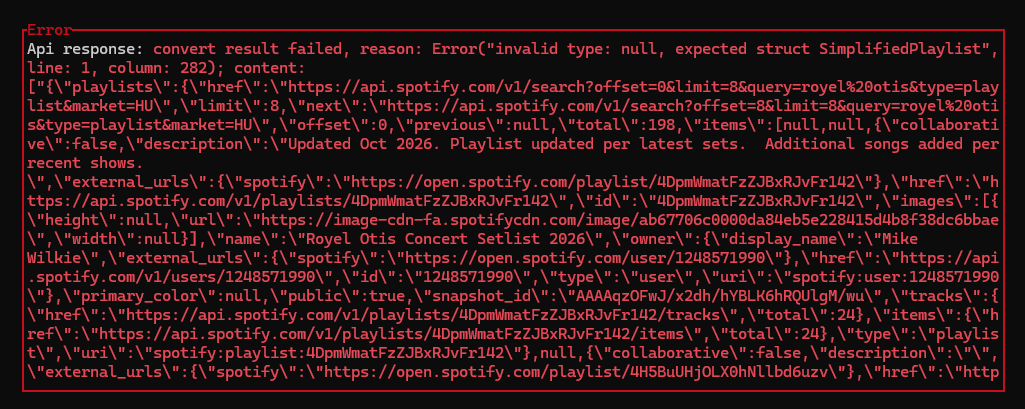 Error
Api response: convert result failed, reason: Error("invalid type: null, expected struct SimplifiedPlaylist",
line: 1, column: 282); content:
["{\"playlists\":{\"href\":\"https://api.spotify.com/v1/search?offset=0&limit=8&query=royel%20otis&type=play
list&market=HU\",\"limit\":8,\"next\":\"https://api.spotify.com/v1/search?offset=8&limit=8&query=royel%20oti
s&type=playlist&market=HU\",\"offset\":0,\"previous\":null,\"total\":198,\"items\":[null,null,{\"collaborati
ve\":false,\"description\":\"Updated Oct 2026. Playlist updated per latest sets.  Additional songs added per
recent shows.
\",\"external_urls\":{\"spotify\":\"https://open.spotify.com/playlist/4DpmWmatFzZJBxRJvFr142\"},\"href\":\"h
ttps://api.spotify.com/v1/playlists/4DpmWmatFzZJBxRJvFr142\",\"id\":\"4DpmWmatFzZJBxRJvFr142\",\"images\":[{
\"height\":null,\"url\":\"https://image-cdn-fa.spotifycdn.com/image/ab67706c0000da84eb5e228415d4b8f38dc6bbae
\",\"width\":null}],\"name\":\"Royel Otis Concert Setlist 2026\",\"owner\":{\"display_name\":\"Mike
Wilkie\",\"external_urls\":{\"spotify\":\"https://open.spotify.com/user/1248571990\"},\"href\":\"https://api
.spotify.com/v1/users/1248571990\",\"id\":\"1248571990\",\"type\":\"user\",\"uri\":\"spotify:user:1248571990
\"},\"primary_color\":null,\"public\":true,\"snapshot_id\":\"AAAAqzOFwJ/x2dh/hYBLK6hRQUlgM/wu\",\"tracks\":{
\"href\":\"https://api.spotify.com/v1/playlists/4DpmWmatFzZJBxRJvFr142/tracks\",\"total\":24},\"items\":{\"h
ref\":\"https://api.spotify.com/v1/playlists/4DpmWmatFzZJBxRJvFr142/items\",\"total\":24},\"type\":\"playlis
t\",\"uri\":\"spotify:playlist:4DpmWmatFzZJBxRJvFr142\"},null,{\"collaborative\":false,\"description\":\"\",
\"external_urls\":{\"spotify\":\"https://open.spotify.com/playlist/4H5BuUHjOLX0hNllbd6uzv\"},\"href\":\"http